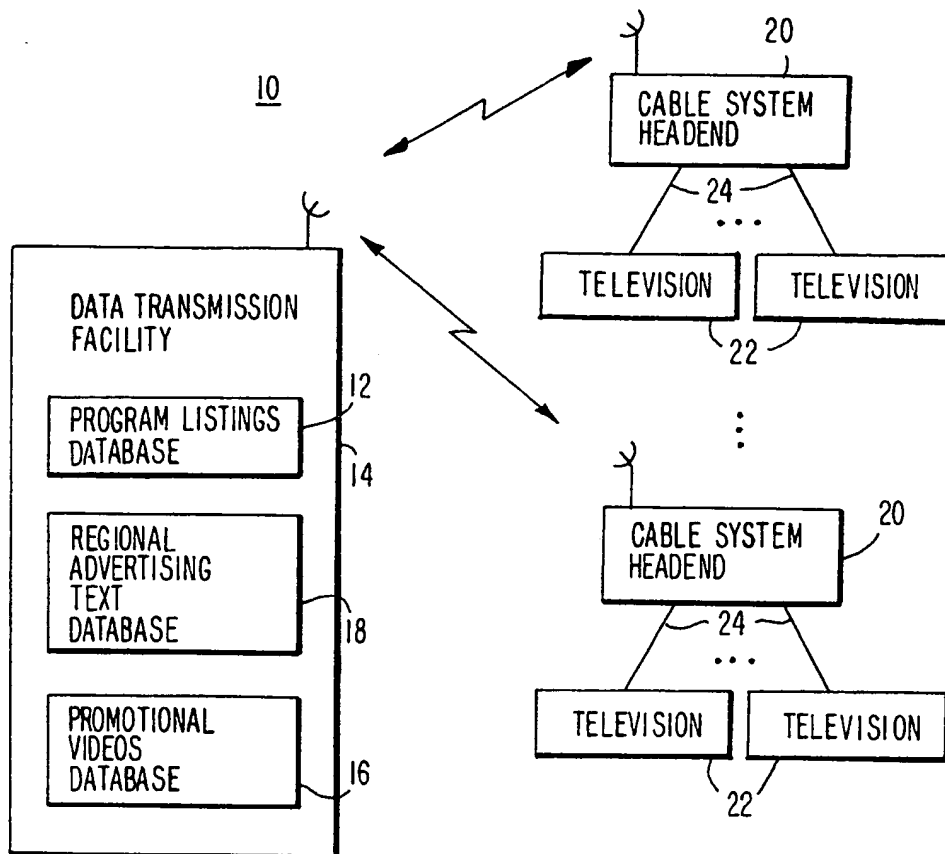 10
DATA TRANSMISSION
FACILITY
PROGRAM LISTINGS
DATABASE
12
14
REGIONAL
ADVERTISING
TEXT
DATABASE
18
PROMOTIONAL
VIDEOS
DATABASE
16
20
CABLE SYSTEM
HEADEND
24
...
TELEVISION
TELEVISION
22
20
CABLE SYSTEM
HEADEND
24
...
TELEVISION
TELEVISION
22